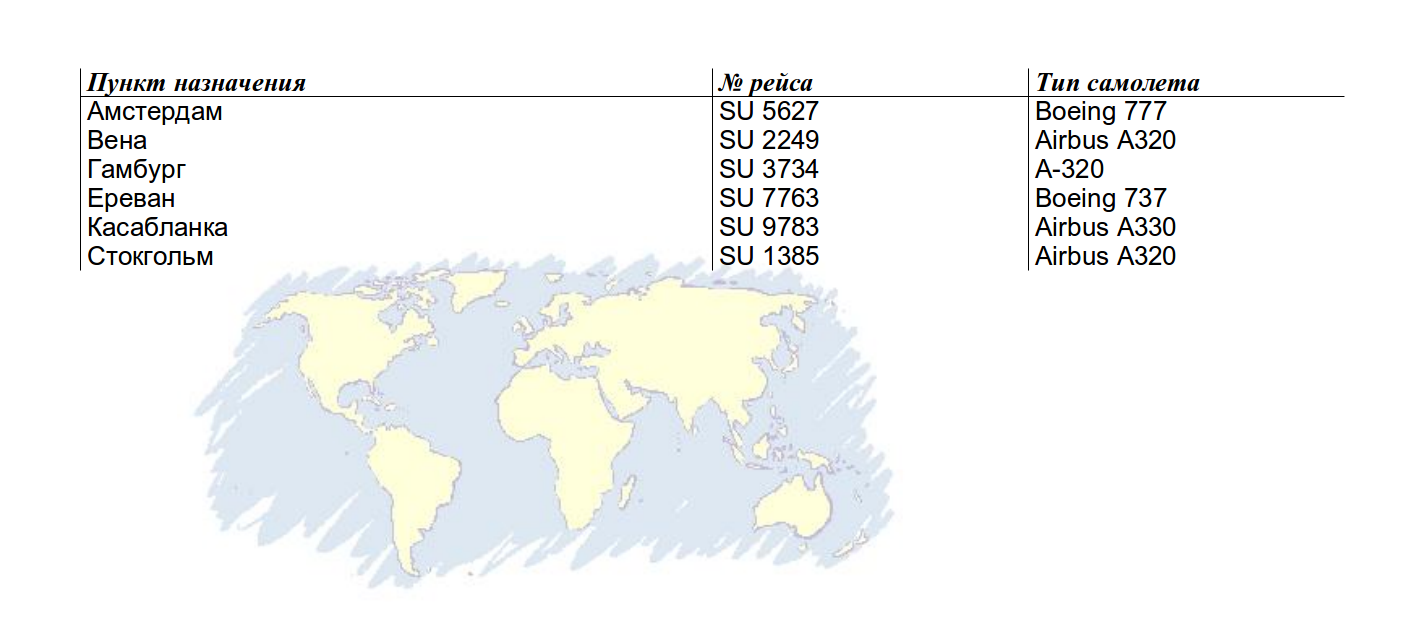 Пункт назначения № рейса Тип самолета
Амстердам SU 5627 Boeing 777
Вена SU 2249 Airbus A320
Гамбург SU 3734 A-320
Ереван SU 7763 Boeing 737
Касабланка SU 9783 Airbus A330
Стокгольм SU 1385 Airbus A320